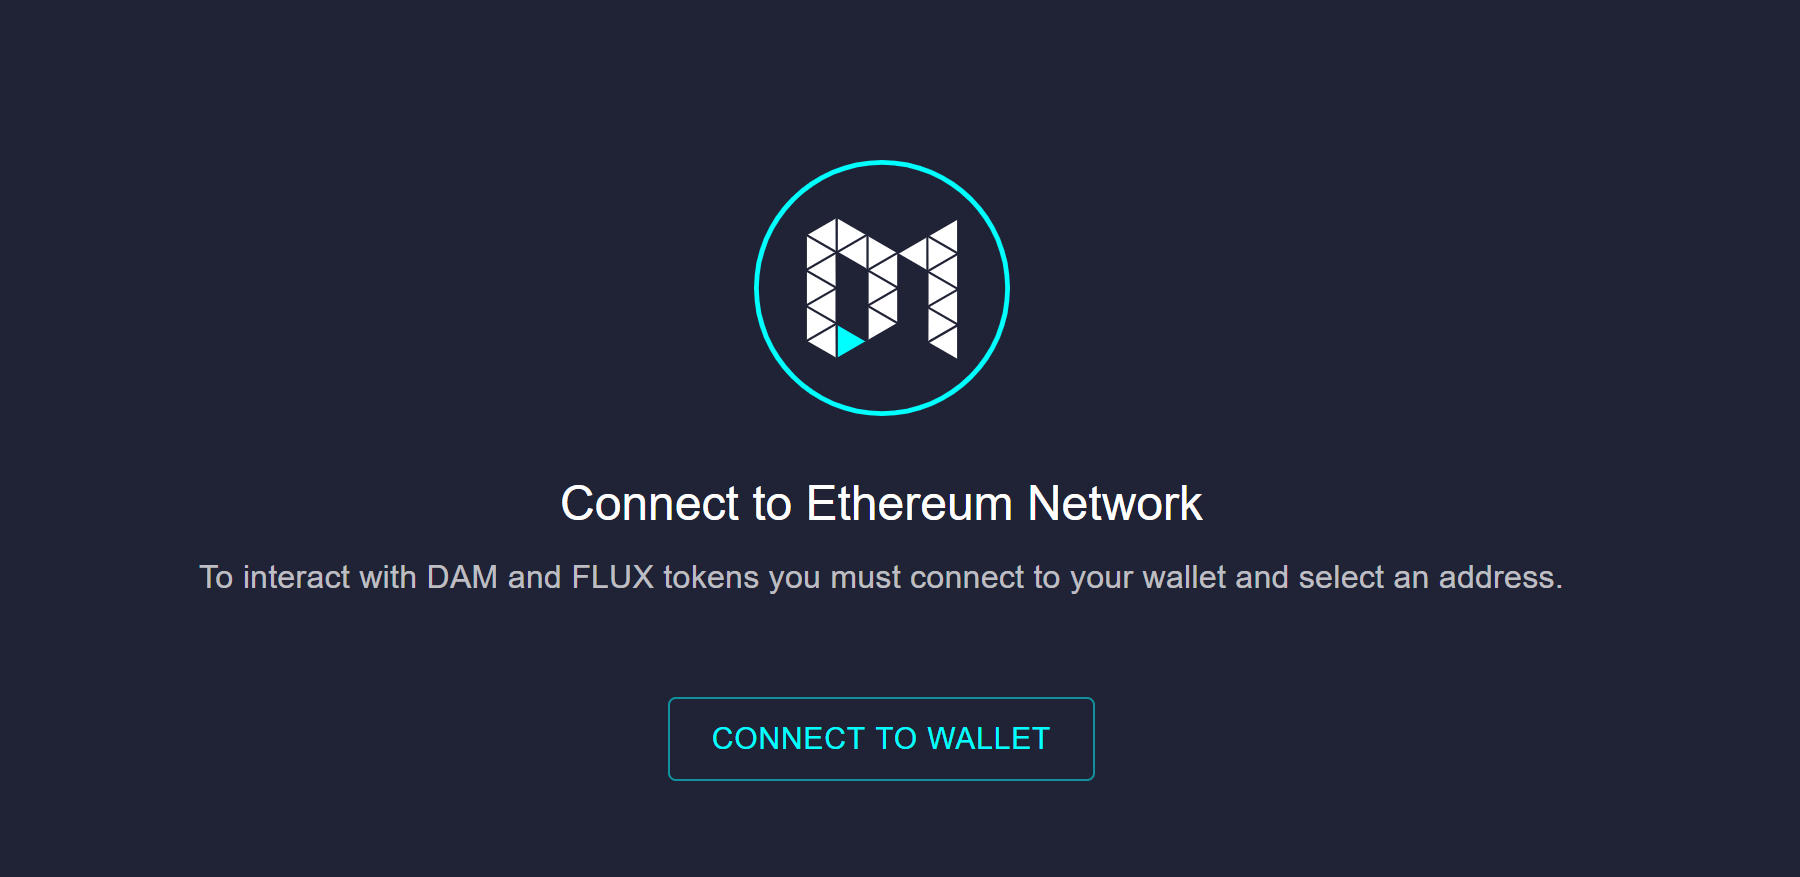 Connect to Ethereum Network
To interact with DAM and FLUX tokens you must connect to your wallet and select an address.
CONNECT TO WALLET